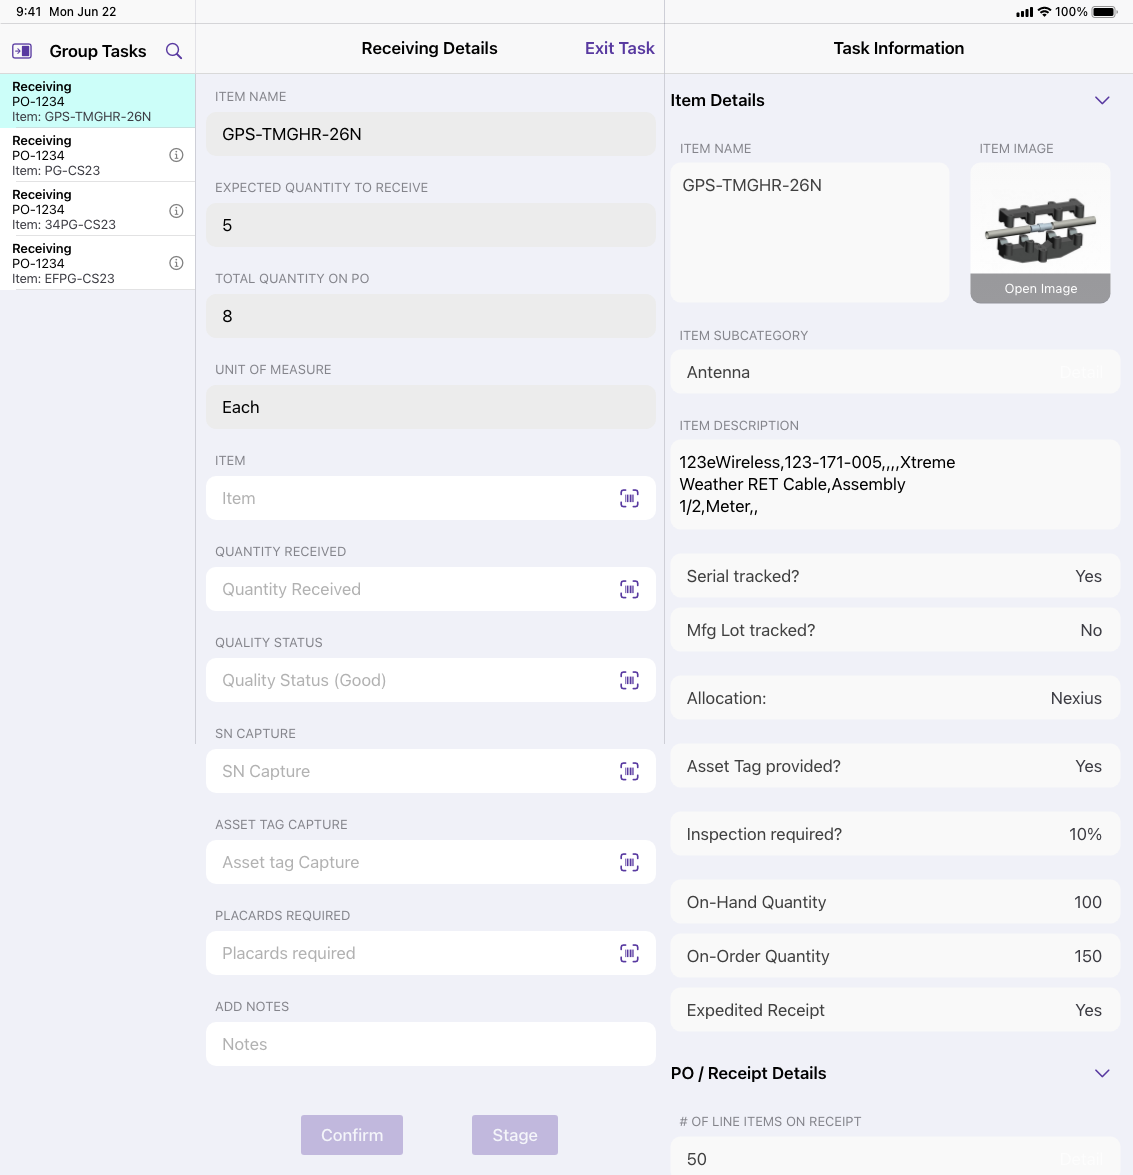 9:41 Mon Jun 22
100%
Group Tasks
Receiving Details
Exit Task
Task Information
Receiving
PO-1234
Item: GPS-TMGHR-26N
Receiving
PO-1234
Item: PG-CS23
Receiving
PO-1234
Item: 34PG-CS23
Receiving
PO-1234
Item: EFPG-CS23
ITEM NAME
GPS-TMGHR-26N
EXPECTED QUANTITY TO RECEIVE
5
TOTAL QUANTITY ON PO
8
UNIT OF MEASURE
Each
ITEM
Item
QUANTITY RECEIVED
Quantity Received
QUALITY STATUS
Quality Status (Good)
SN CAPTURE
SN Capture
ASSET TAG CAPTURE
Asset tag Capture
PLACARDS REQUIRED
Placards required
ADD NOTES
Notes
Confirm
Stage
Item Details
ITEM NAME
GPS-TMGHR-26N
ITEM IMAGE
Open Image
ITEM SUBCATEGORY
Antenna
Detail
ITEM DESCRIPTION
123eWireless,123-171-005,,,,Xtreme
Weather RET Cable,Assembly
1/2,Meter,,
Serial tracked? Yes
Mfg Lot tracked? No
Allocation: Nexius
Asset Tag provided? Yes
Inspection required? 10%
On-Hand Quantity 100
On-Order Quantity 150
Expedited Receipt Yes
PO / Receipt Details
# OF LINE ITEMS ON RECEIPT
50